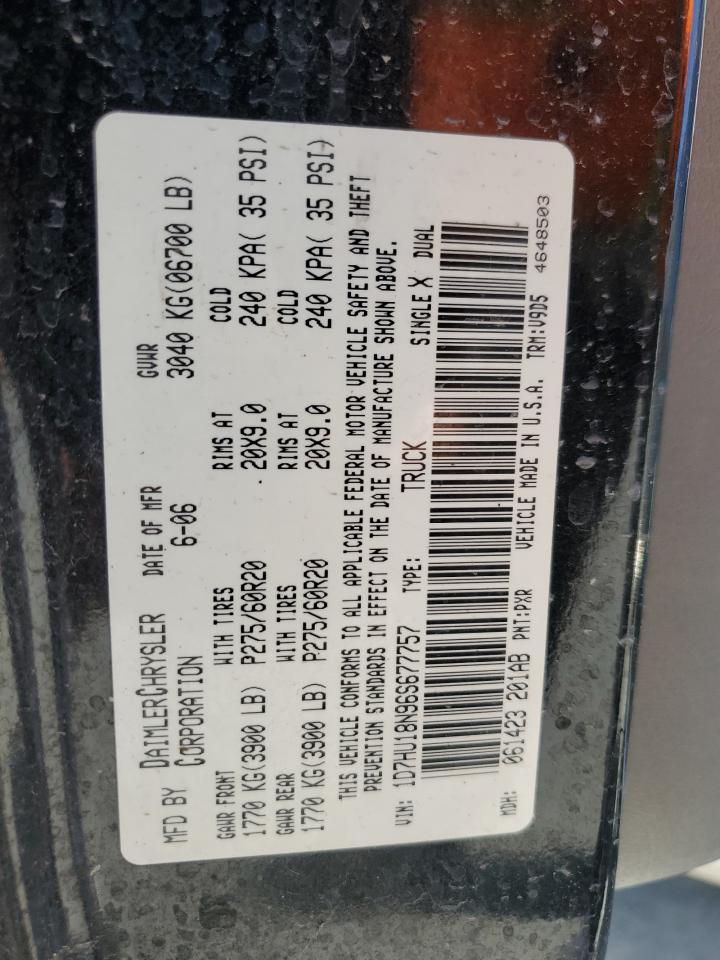 MFD BY DAIMLERCHRYSLER CORPORATION DATE OF MFR 6-06 GVWR 3040 KG(06700 LB)
GAWR FRONT WITH TIRES RIMS AT COLD
1770 KG(3900 LB) P275/60R20 20X9.0 240 KPA( 35 PSI)
GAWR REAR WITH TIRES RIMS AT COLD
1770 KG(3900 LB) P275/60R20 20X9.0 240 KPA( 35 PSI)
THIS VEHICLE CONFORMS TO ALL APPLICABLE FEDERAL MOTOR VEHICLE SAFETY AND THEFT
PREVENTION STANDARDS IN EFFECT ON THE DATE OF MANUFACTURE SHOWN ABOVE.
VIN: 1D7HU18N96S677757 TYPE: TRUCK SINGLE X DUAL
MDH: 061423 201AB PNT:PXR VEHICLE MADE IN U.S.A. TRM:V9D5 4648503